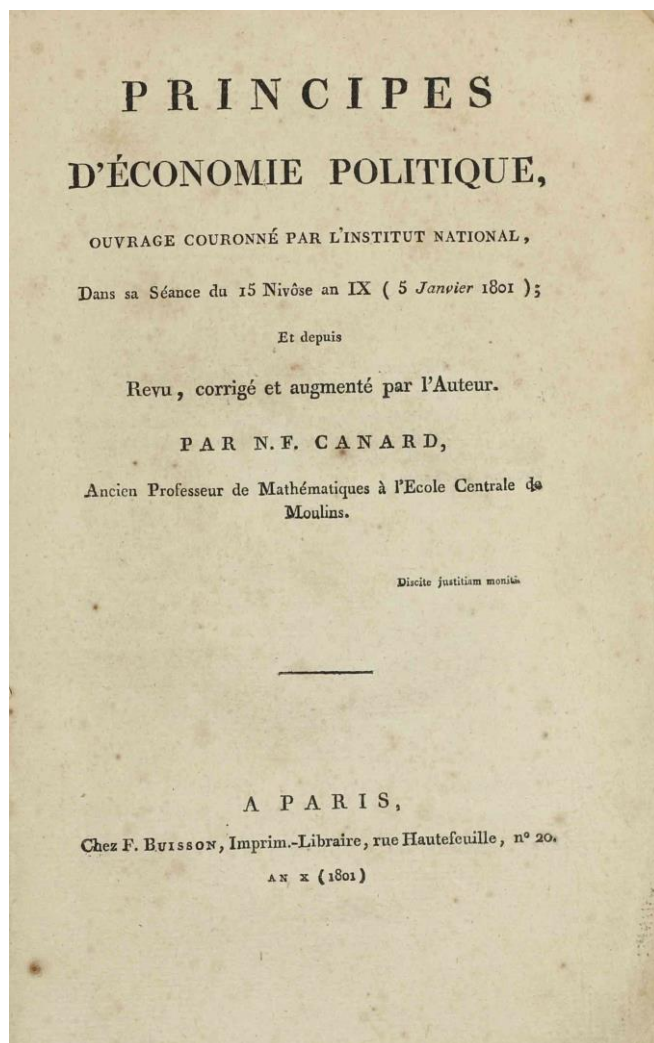 PRINCIPES
D'ÉCONOMIE POLITIQUE,
OUVRAGE COURONNÉ PAR L'INSTITUT NATIONAL,
Dans sa Séance du 15 Nivôse an IX ( 5 Janvier 1801 );
Et depuis
Revu, corrigé et augmenté par l'Auteur.
PAR N. F. CANARD,
Ancien Professeur de Mathématiques à l'Ecole Centrale de
Moulins.
Discite justitiam moniti.
A PARIS,
Chez F. BUISSON, Imprim.-Libraire, rue Hautefeuille, nº 20.
AN X (1801)